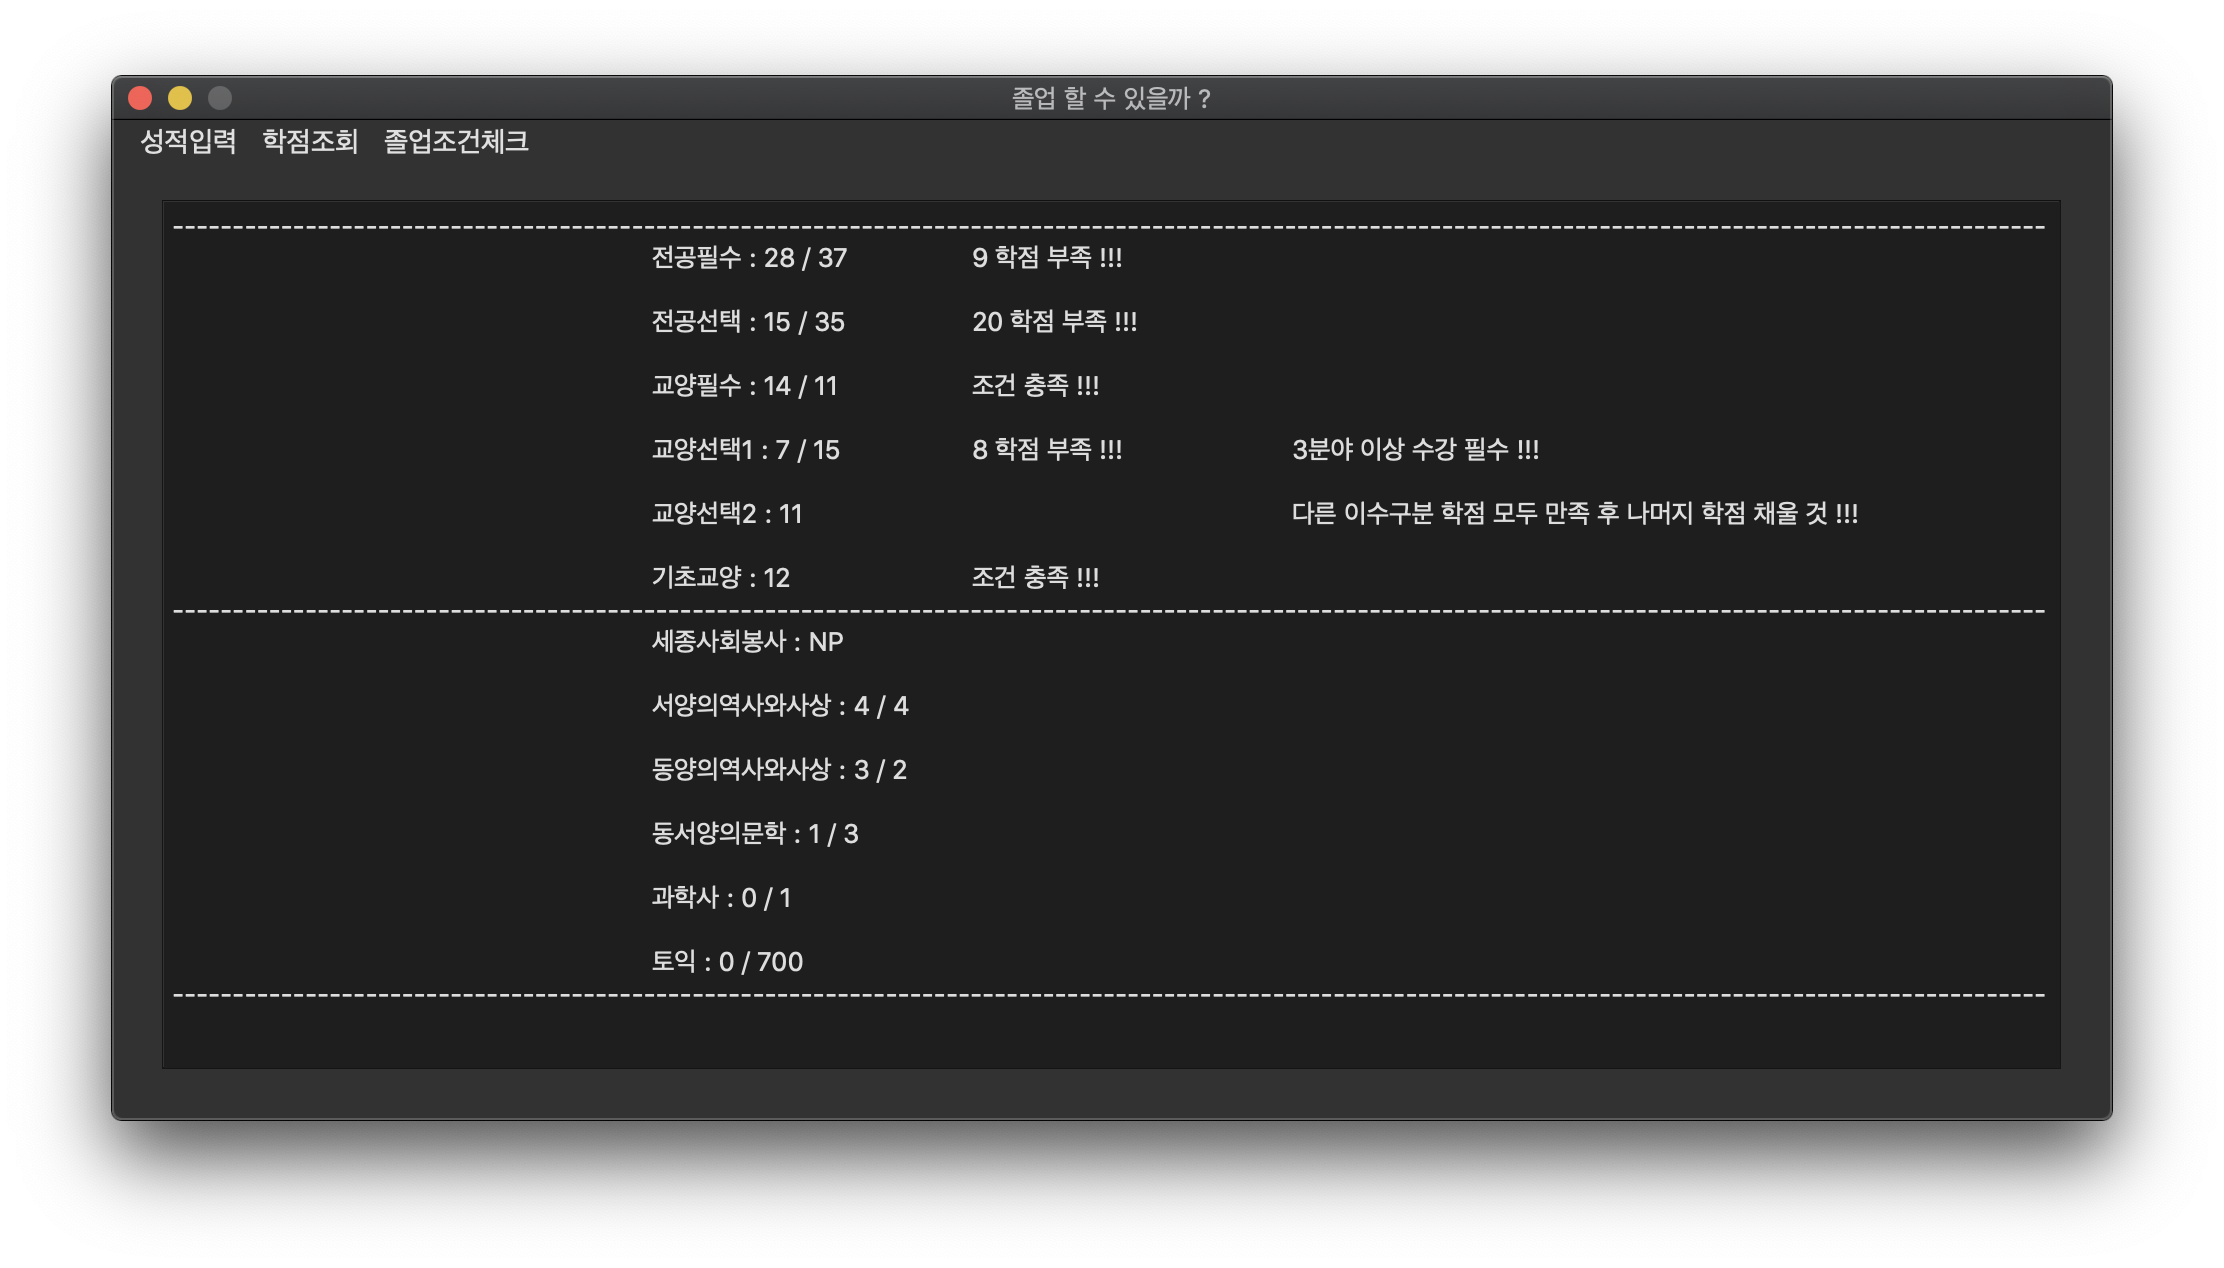 졸업 할 수 있을까 ?
성적입력 학점조회 졸업조건체크
전공필수 : 28 / 37 9 학점 부족 !!!
전공선택 : 15 / 35 20 학점 부족 !!!
교양필수 : 14 / 11 조건 충족 !!!
교양선택1 : 7 / 15 8 학점 부족 !!! 3분야 이상 수강 필수 !!!
교양선택2 : 11 다른 이수구분 학점 모두 만족 후 나머지 학점 채울 것 !!!
기초교양 : 12 조건 충족 !!!
세종사회봉사 : NP
서양의역사와사상 : 4 / 4
동양의역사와사상 : 3 / 2
동서양의문학 : 1 / 3
과학사 : 0 / 1
토익 : 0 / 700